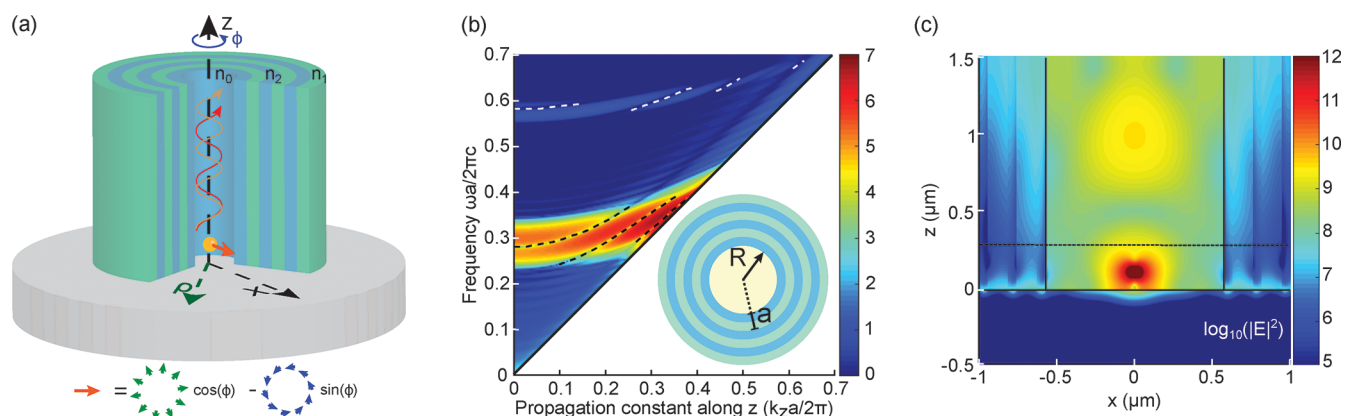 (a)
z
ϕ
n0
n2
n1
ρ
x
=
cos(ϕ)
-
sin(ϕ)
(b)
Frequency ωa/2πc
0.7
0.6
0.5
0.4
0.3
0.2
0.1
0
0
0.1
0.2
0.3
0.4
0.5
0.6
0.7
Propagation constant along z (kza/2π)
R
a
7
6
5
4
3
2
1
0
(c)
z (μm)
1.5
1
0.5
0
-0.5
-1
-0.5
0
0.5
1
x (μm)
log10(|E|2)
12
11
10
9
8
7
6
5